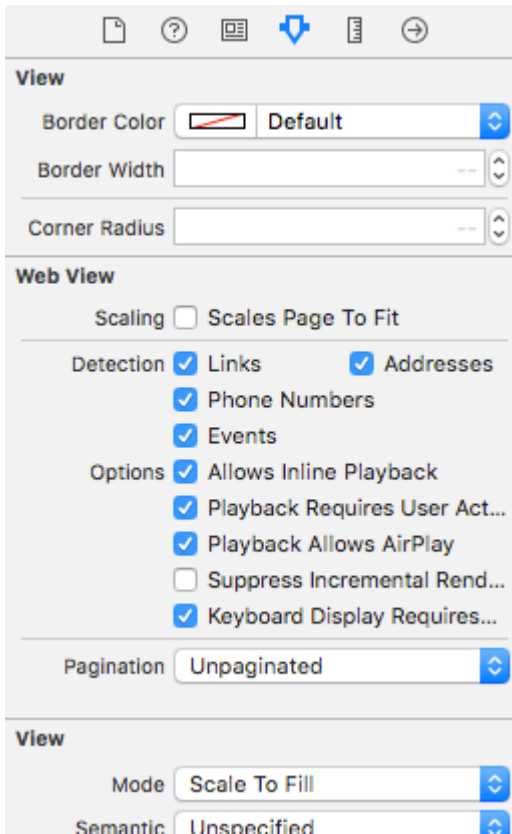 View
Border Color Default
Border Width --
Corner Radius --
Web View
Scaling Scales Page To Fit
Detection Links Addresses
Phone Numbers
Events
Options Allows Inline Playback
Playback Requires User Act...
Playback Allows AirPlay
Suppress Incremental Rend...
Keyboard Display Requires...
Pagination Unpaginated
View
Mode Scale To Fill
Semantic Unspecified